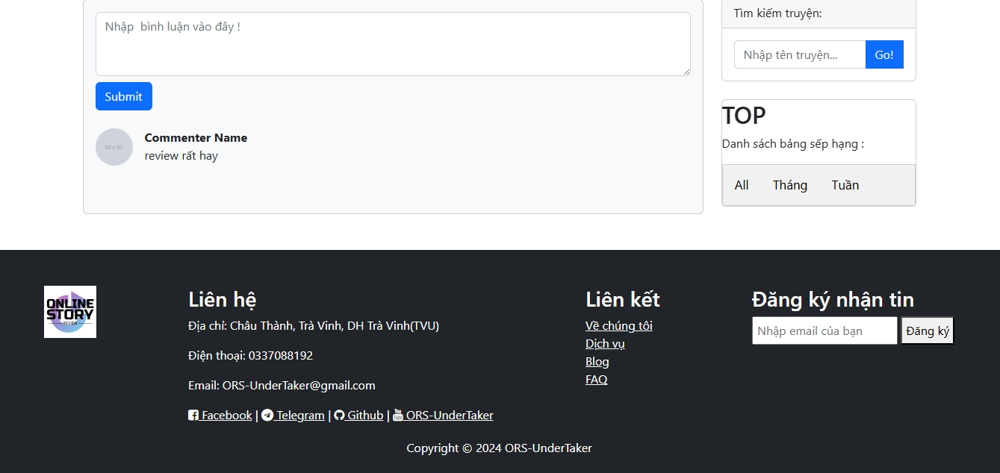 Nhập  bình luận vào đây !
Submit
50 × 50
Commenter Name
review rất hay
Tìm kiếm truyện:
Nhập tên truyện...
Go!
TOP
Danh sách bảng sếp hạng :
All Tháng Tuần
ONLINE
STORY
REVIEW
Liên hệ
Địa chỉ: Châu Thành, Trà Vinh, DH Trà Vinh(TVU)
Điện thoại: 0337088192
Email: ORS-UnderTaker@gmail.com
Facebook | Telegram | Github | ORS-UnderTaker
Liên kết
Về chúng tôi
Dịch vụ
Blog
FAQ
Đăng ký nhận tin
Nhập email của bạn
Đăng ký
Copyright © 2024 ORS-UnderTaker